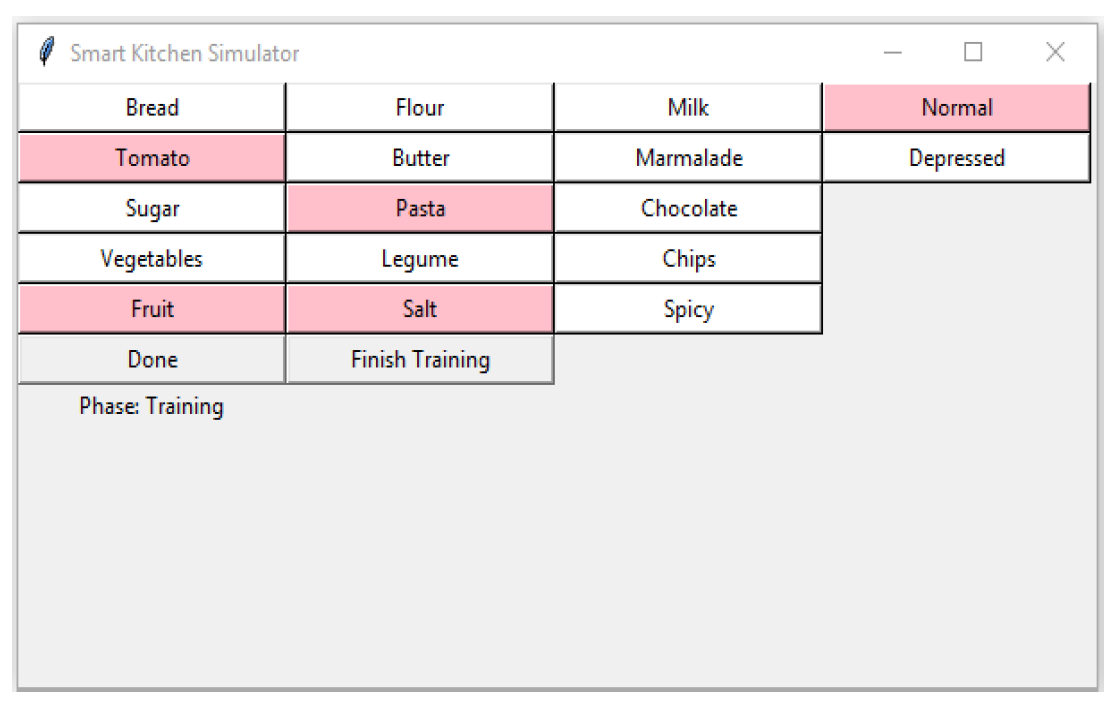 Smart Kitchen Simulator
Bread Flour Milk Normal
Tomato Butter Marmalade Depressed
Sugar Pasta Chocolate
Vegetables Legume Chips
Fruit Salt Spicy
Done Finish Training
Phase: Training